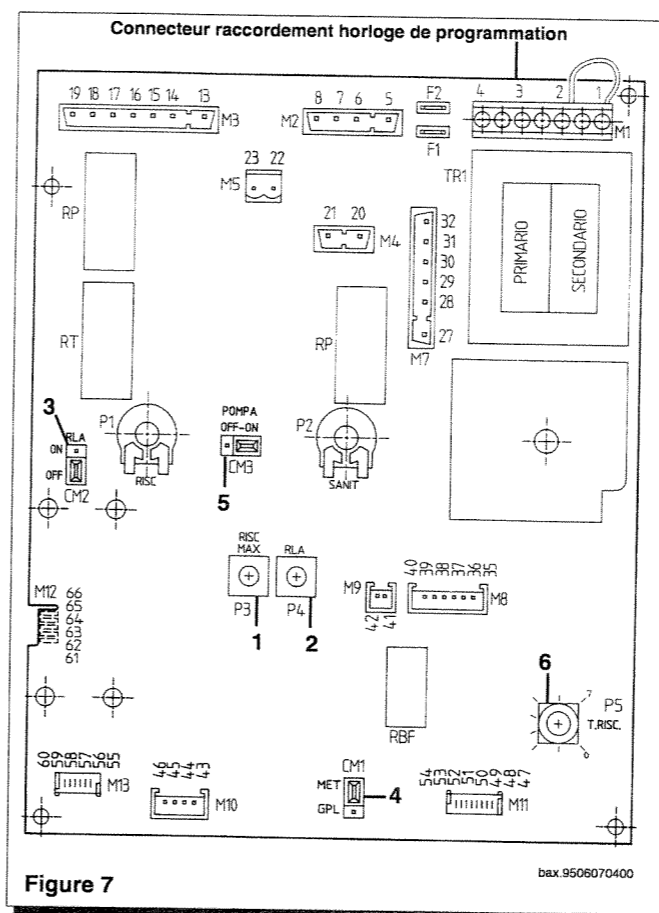 Connecteur raccordement horloge de programmation
19 18 17 16 15 14 13
M3
8 7 6 5
M2
F2
F1
4 3 2 1
M1
23 22
M5
TR1
RP
21 20
M4
32
31
30
29
28
27
M7
PRIMARIO
SECONDARIO
RT
RP
3
RLA
ON
OFF
CM2
P1
RISC
POMPA
OFF-ON
CM3
5
P2
SANIT
RISC
MAX
P3
1
RLA
P4
2
M9
42 41
40 39 38 37 36 35
M8
M12
66
65
64
63
62
61
6
7
P5
T.RISC.
0
RBF
60 59 58 57 56 55
M13
46 45 44 43
M10
CM1
MET
GPL
4
54 53 52 51 50 49 48 47
M11
Figure 7
bax.9506070400